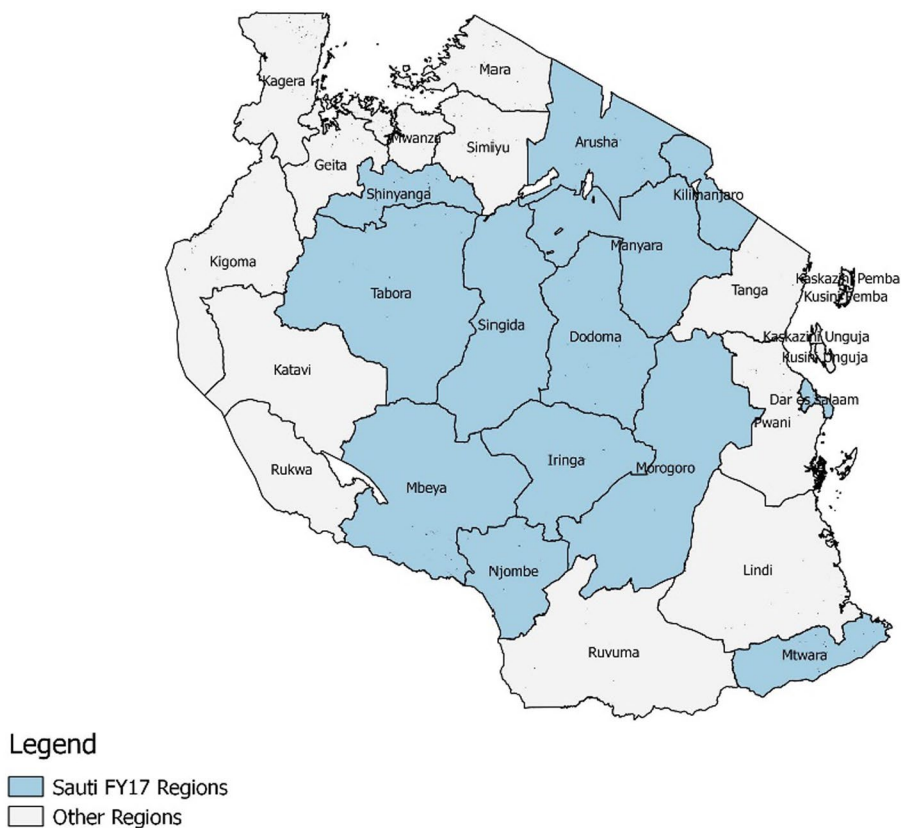 Mara
Kagera
Mwanza
Arusha
Simiyu
Geita
Shinyanga
Kilimanjaro
Manyara
Kigoma
Kaskazini Pemba
Tanga
Tabora
Kusini Pemba
Singida
Dodoma
Kaskazini Unguja
Kusini Unguja
Katavi
Dar es salaam
Pwani
Iringa
Rukwa
Morogoro
Mbeya
Njombe
Lindi
Ruvuma
Mtwara
Legend
Sauti FY17 Regions
Other Regions